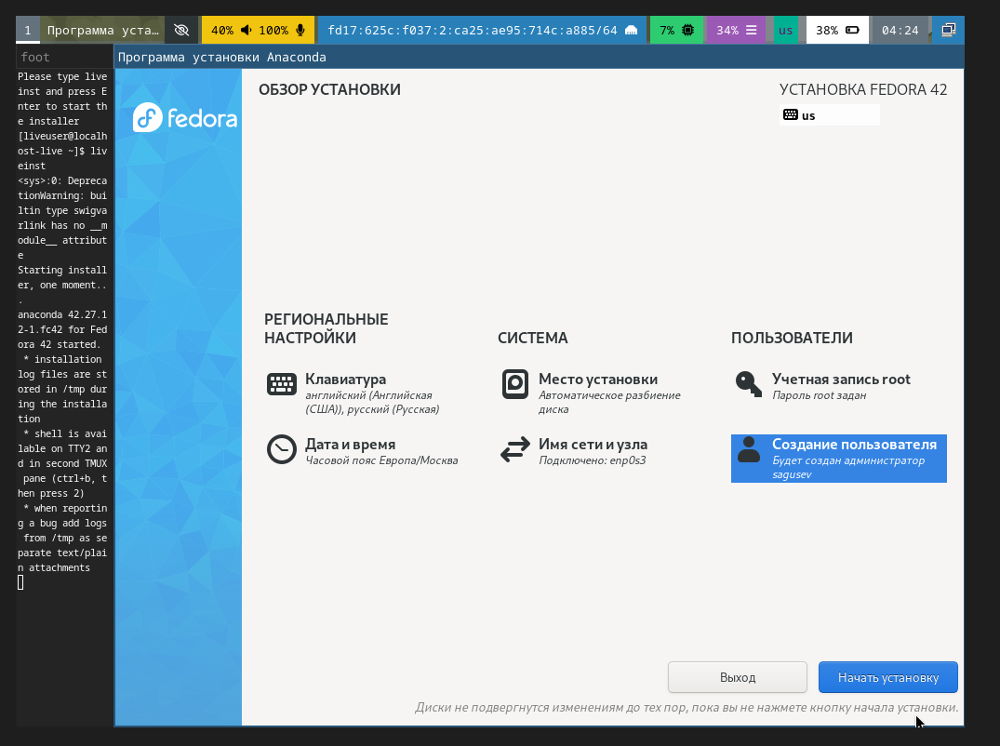 1 Программа уста… 40% 100% fd17:625c:f037:2:ca25:ae95:714c:a885/64 7% 34% us 38% 04:24
foot
Please type live
inst and press E
nter to start th
e installer
[liveuser@localh
ost-live ~]$ liv
einst
<sys>:0: Depreca
tionWarning: bui
ltin type swigva
rlink has no __m
odule__ attribut
e
Starting install
er, one moment..
.
anaconda 42.27.1
2-1.fc42 for Fed
ora 42 started.
* installation
log files are st
ored in /tmp dur
ing the installa
tion
* shell is avai
lable on TTY2 an
d in second TMUX
pane (ctrl+b, t
hen press 2)
* when reportin
g a bug add logs
from /tmp as se
parate text/plai
n attachments
Программа установки Anaconda
fedora
ОБЗОР УСТАНОВКИ
УСТАНОВКА FEDORA 42
us
РЕГИОНАЛЬНЫЕ
НАСТРОЙКИ
Клавиатура
английский (Английская
(США)), русский (Русская)
Дата и время
Часовой пояс Европа/Москва
СИСТЕМА
Место установки
Автоматическое разбиение
диска
Имя сети и узла
Подключено: enp0s3
ПОЛЬЗОВАТЕЛИ
Учетная запись root
Пароль root задан
Создание пользователя
Будет создан администратор
sagusev
Выход
Начать установку
Диски не подвергнутся изменениям до тех пор, пока вы не нажмете кнопку начала установки.